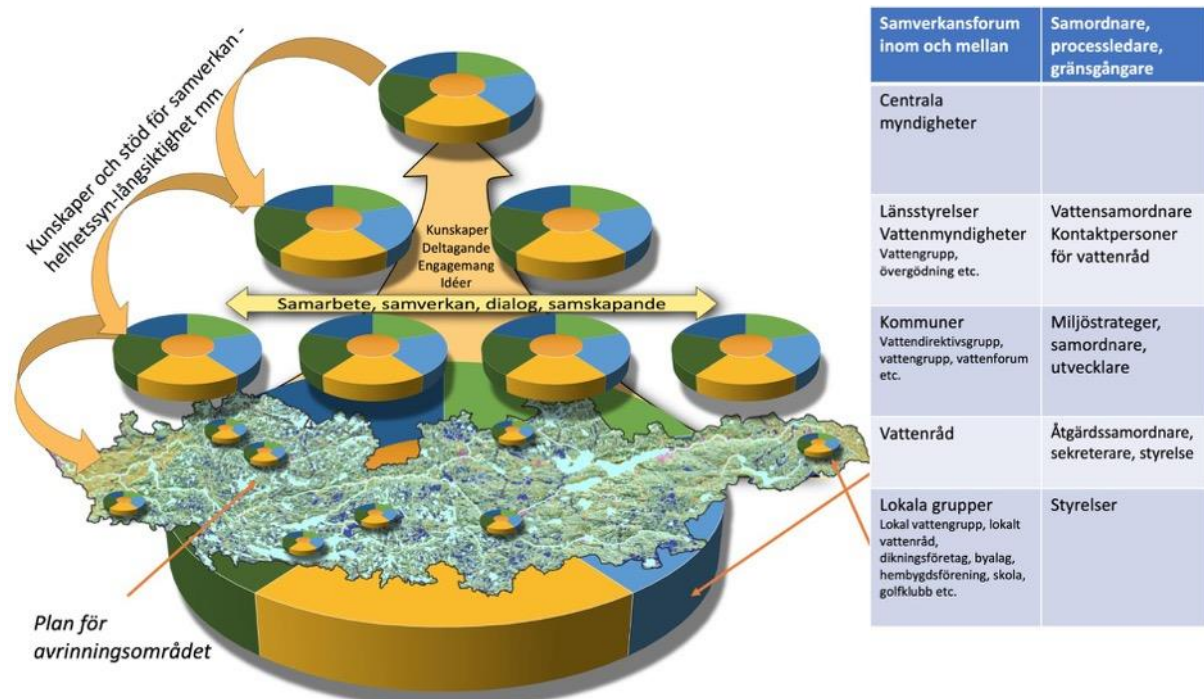 Kunskaper och stöd för samverkan -
helhetssyn-långsiktighet mm
Kunskaper
Deltagande
Engagemang
Idéer
Samarbete, samverkan, dialog, samskapande
Plan för
avrinningsområdet
Samverkansforum
inom och mellan
Samordnare,
processledare,
gränsgångare
Centrala
myndigheter
Länsstyrelser
Vattenmyndigheter
Vattengrupp,
övergödning etc.
Vattensamordnare
Kontaktpersoner
för vattenråd
Kommuner
Vattendirektivsgrupp,
vattengrupp, vattenforum
etc.
Miljöstrateger,
samordnare,
utvecklare
Vattenråd
Åtgärdssamordnare,
sekreterare, styrelse
Lokala grupper
Lokal vattengrupp, lokalt
vattenråd,
dikningsföretag, byalag,
hembygdsförening, skola,
golfklubb etc.
Styrelser